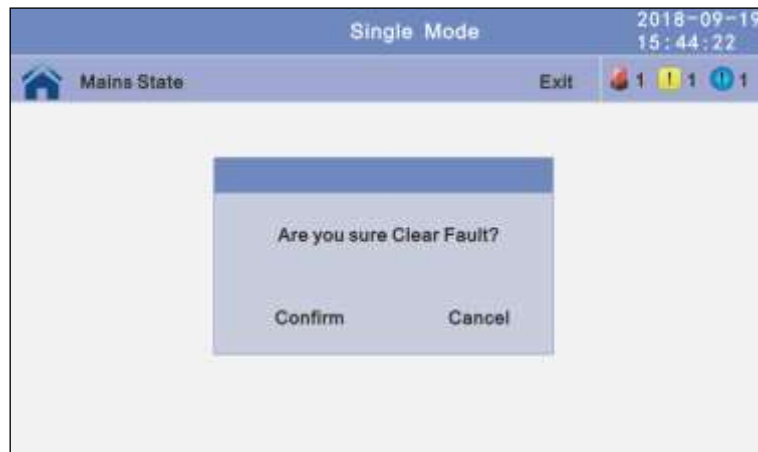 Single Mode
2018-09-19
15:44:22
Mains State
Exit
1
1
1
Are you sure Clear Fault?
Confirm
Cancel